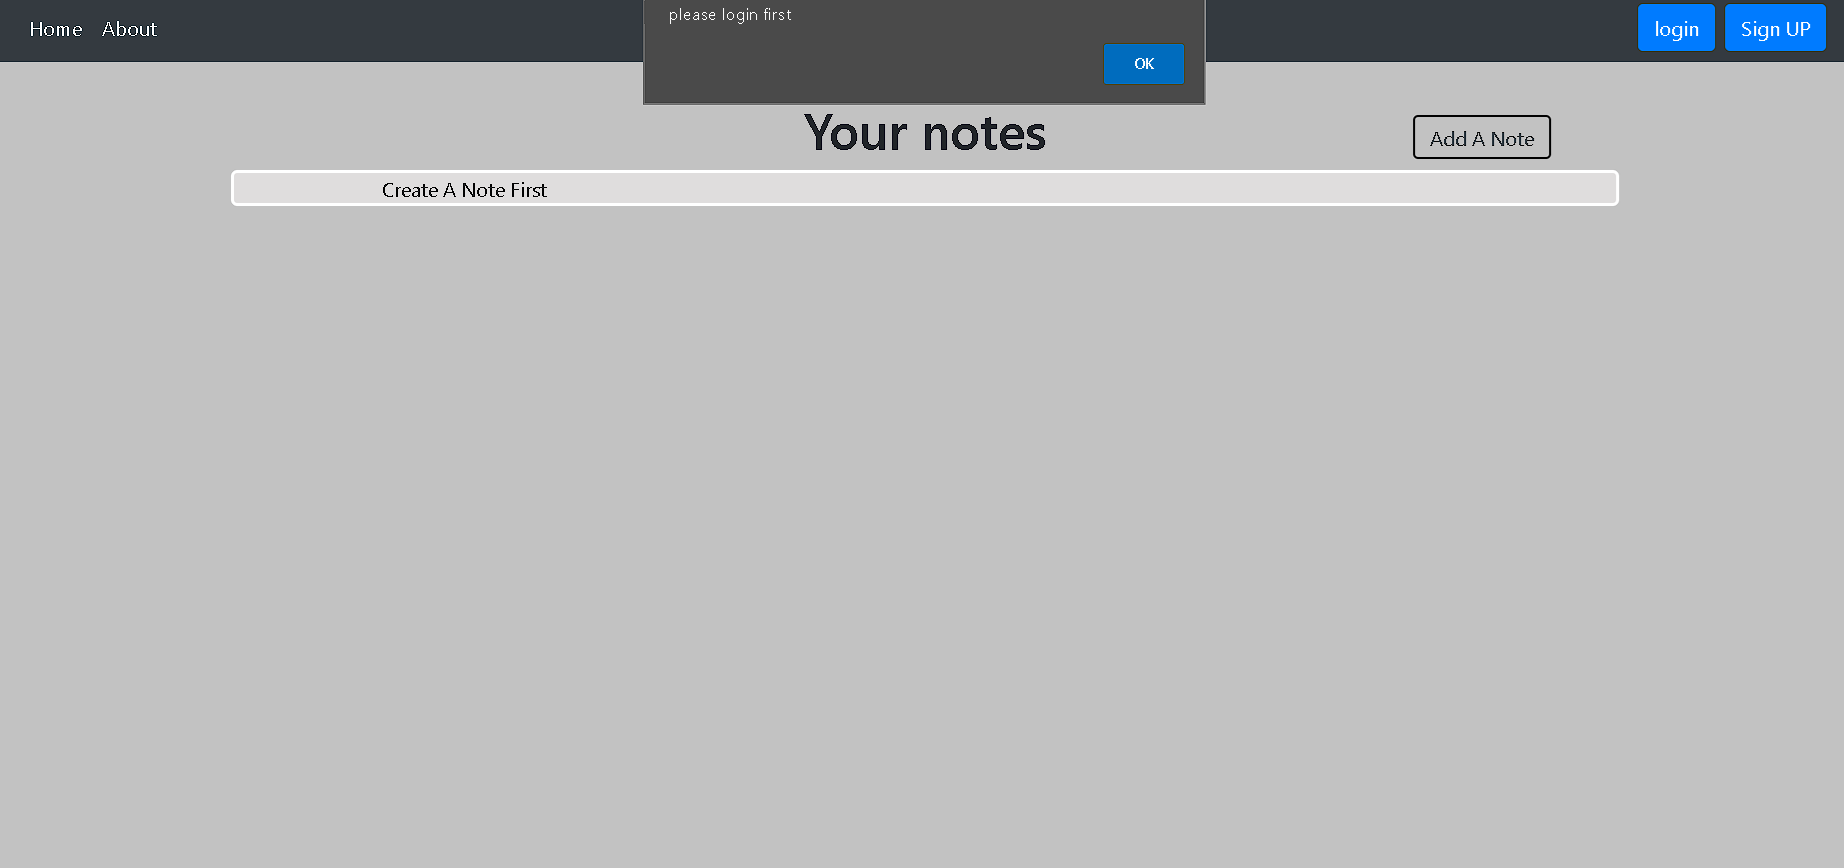 Home About
please login first
login Sign UP
OK
Your notes
Add A Note
Create A Note First